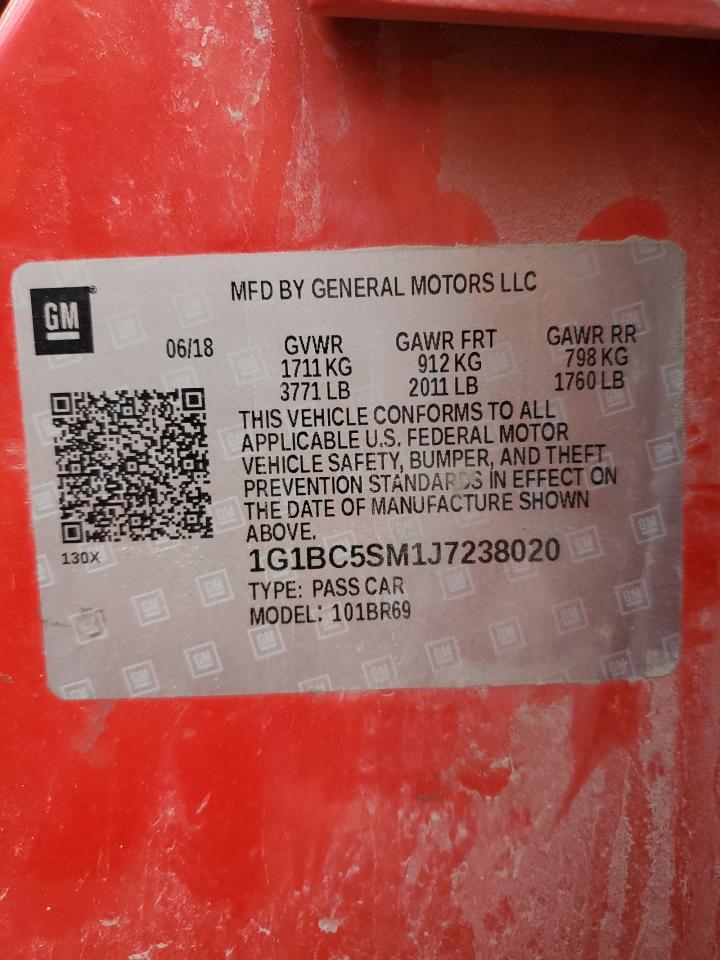 MFD BY GENERAL MOTORS LLC
GM
®
06/18
GVWR GAWR FRT GAWR RR
1711 KG 912 KG 798 KG
3771 LB 2011 LB 1760 LB
THIS VEHICLE CONFORMS TO ALL
APPLICABLE U.S. FEDERAL MOTOR
VEHICLE SAFETY, BUMPER, AND THEFT
PREVENTION STANDARDS IN EFFECT ON
THE DATE OF MANUFACTURE SHOWN
ABOVE.
130X
1G1BC5SM1J7238020
TYPE: PASS CAR
MODEL: 101BR69